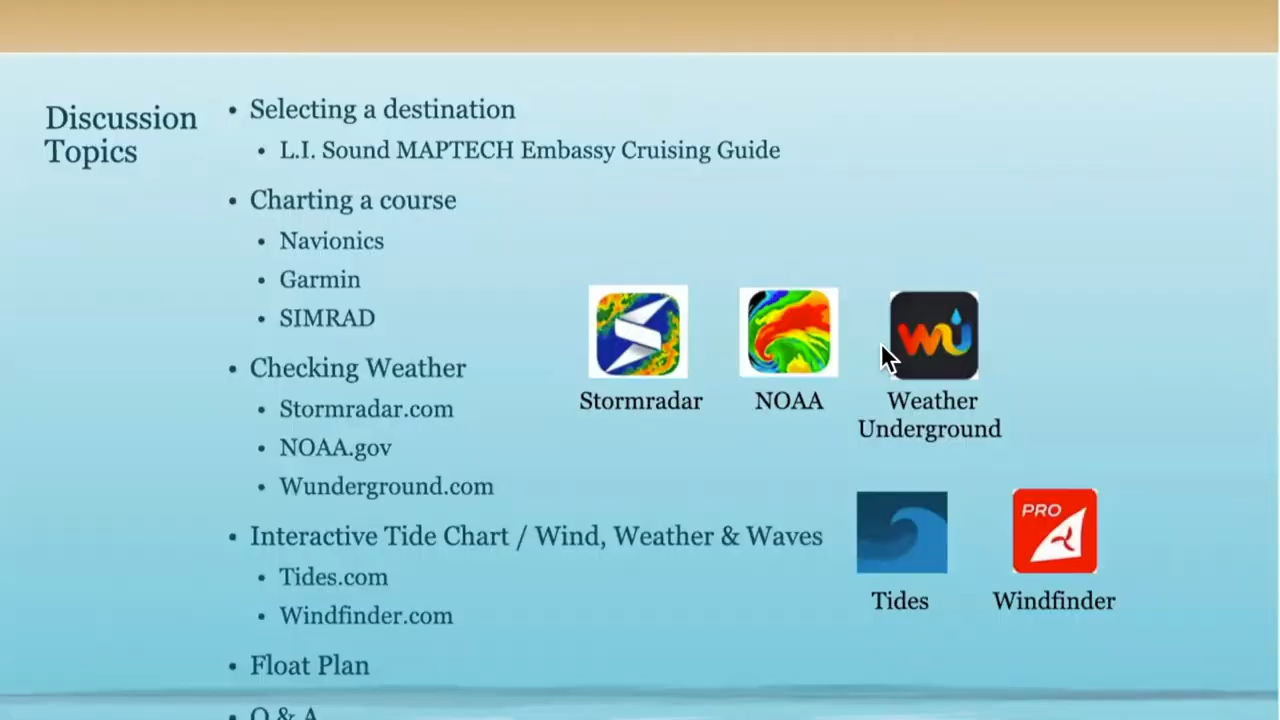 Discussion
Topics
• Selecting a destination
• L.I. Sound MAPTECH Embassy Cruising Guide
• Charting a course
• Navionics
• Garmin
• SIMRAD
• Checking Weather
• Stormradar.com
• NOAA.gov
• Wunderground.com
• Interactive Tide Chart / Wind, Weather & Waves
• Tides.com
• Windfinder.com
• Float Plan
• Q & A
WU
Stormradar
NOAA
Weather
Underground
PRO
Tides
Windfinder